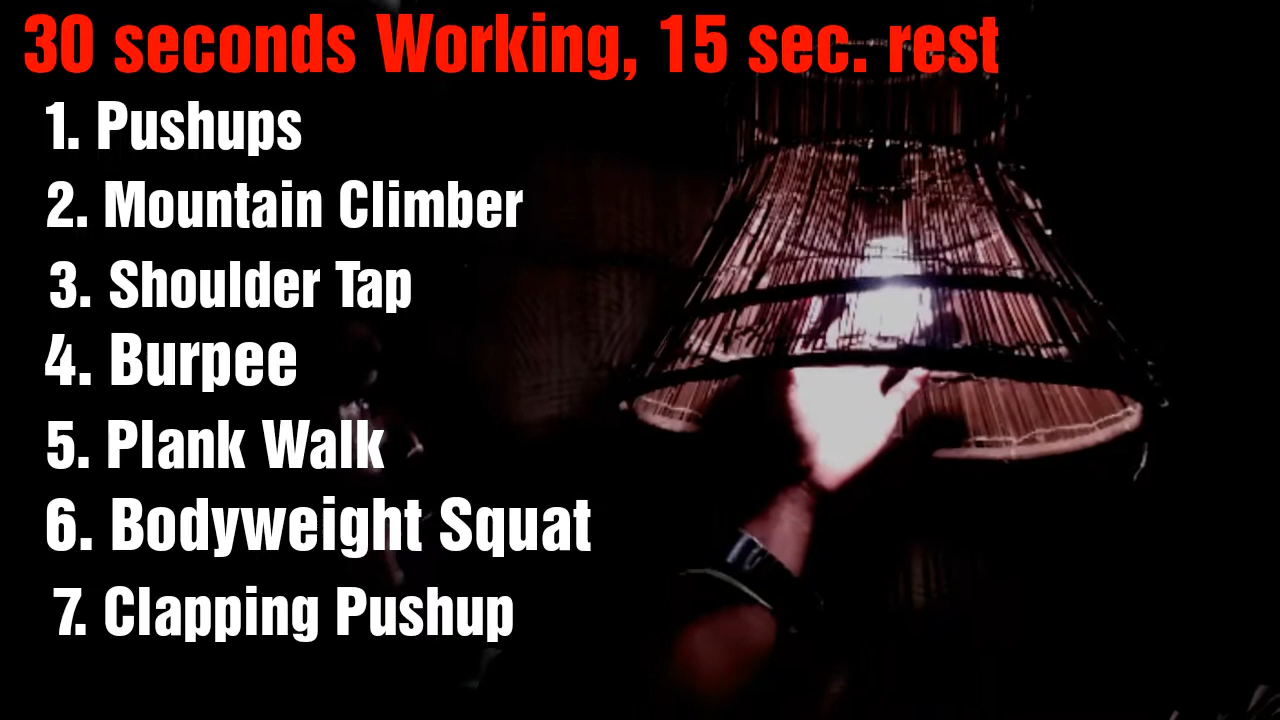 30 seconds Working, 15 sec. rest
1. Pushups
2. Mountain Climber
3. Shoulder Tap
4. Burpee
5. Plank Walk
6. Bodyweight Squat
7. Clapping Pushup